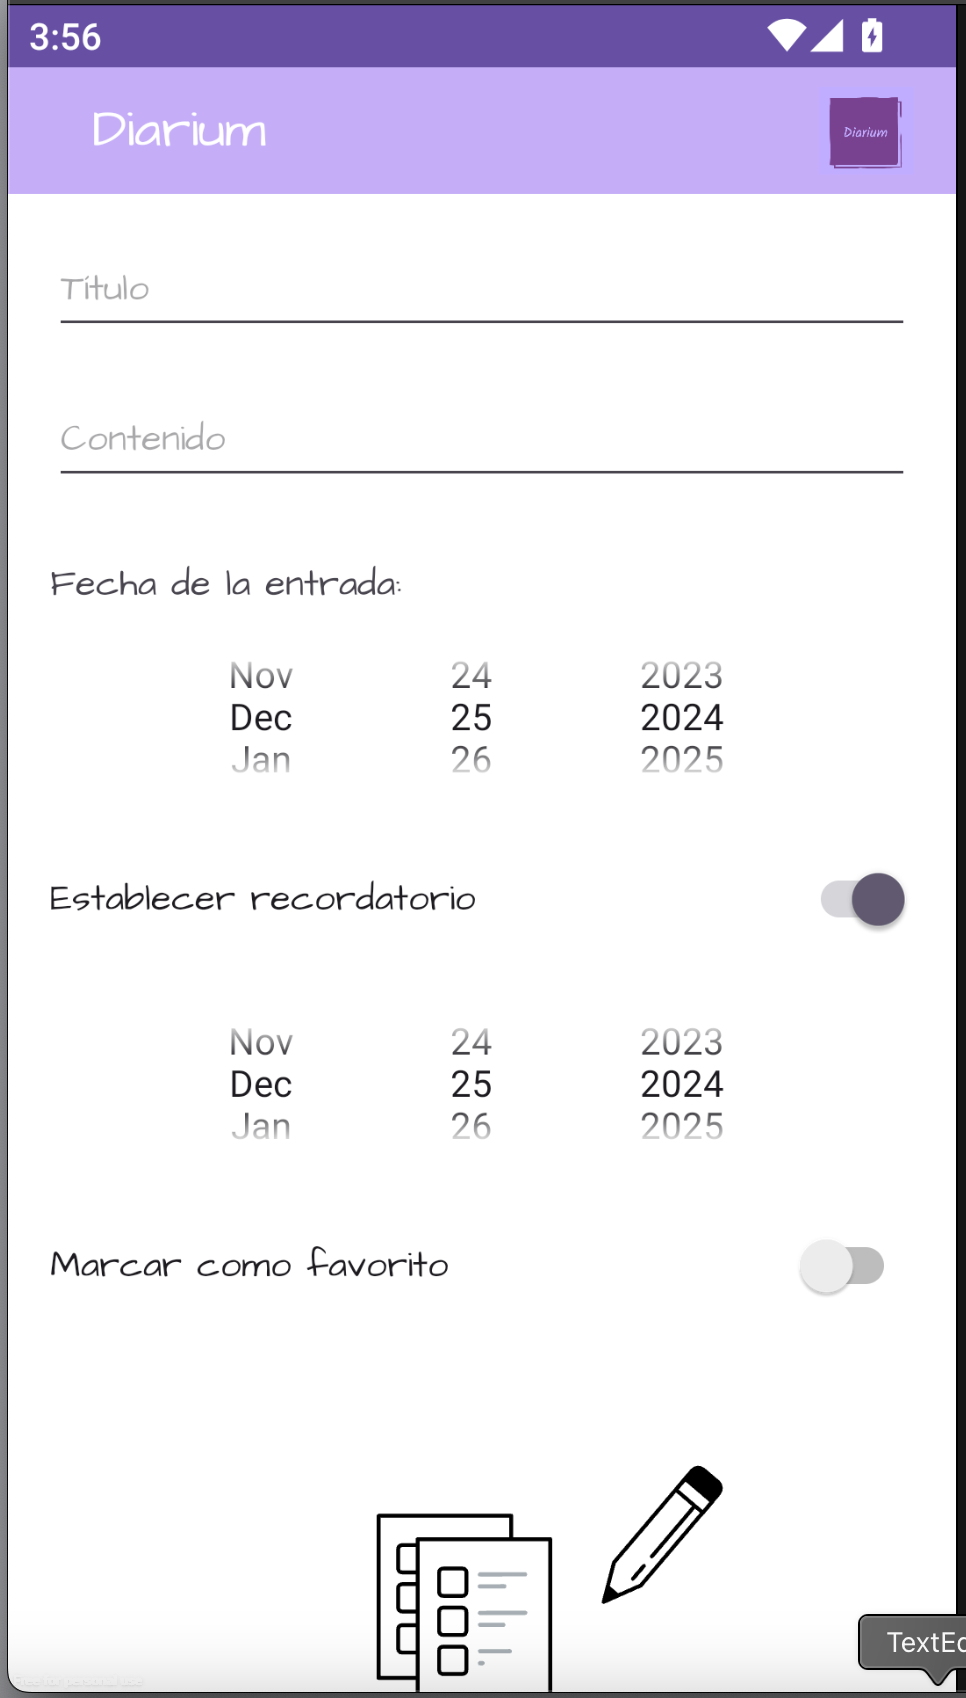 3:56
Diarium
Diarium
Título
Contenido
Fecha de la entrada:
Nov 24 2023
Dec 25 2024
Jan 26 2025
Establecer recordatorio
Nov 24 2023
Dec 25 2024
Jan 26 2025
Marcar como favorito